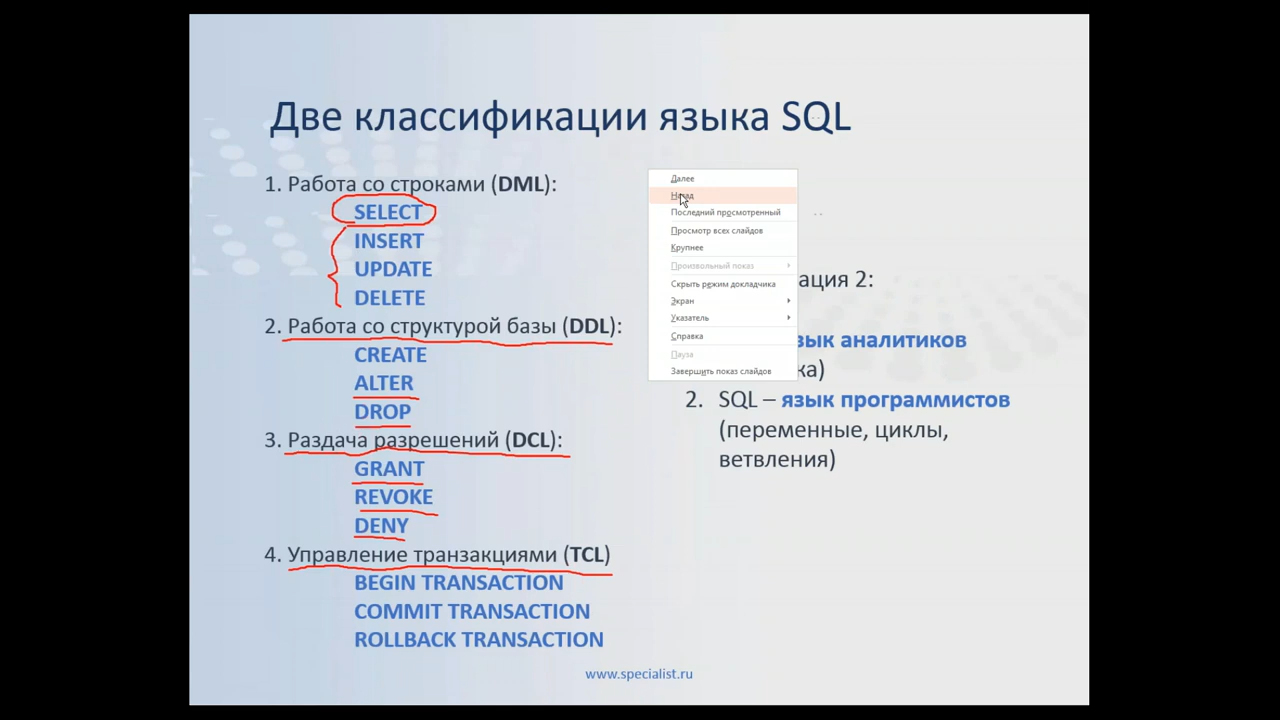 Две классификации языка SQL
1. Работа со строками (DML):
SELECT
INSERT
UPDATE
DELETE
2. Работа со структурой базы (DDL):
CREATE
ALTER
DROP
3. Раздача разрешений (DCL):
GRANT
REVOKE
DENY
4. Управление транзакциями (TCL)
BEGIN TRANSACTION
COMMIT TRANSACTION
ROLLBACK TRANSACTION
Далее
Назад
Последний просмотренный
Просмотр всех слайдов
Крупнее
Произвольный показ
Скрыть режим докладчика
Экран
Указатель
Справка
Пауза
Завершить показ слайдов
ация 2:
зык аналитиков
ка)
2. SQL – язык программистов
(переменные, циклы,
ветвления)
www.specialist.ru